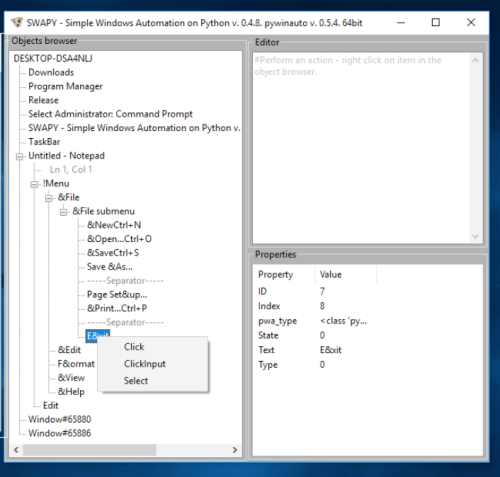 SWAPY - Simple Windows Automation on Python v. 0.4.8. pywinauto v. 0.5.4. 64bit
Objects browser
DESKTOP-DSA4NLJ
Downloads
Program Manager
Release
Select Administrator: Command Prompt
SWAPY - Simple Windows Automation on Python v.
TaskBar
Untitled - Notepad
Ln 1, Col 1
!Menu
&File
&File submenu
&NewCtrl+N
&Open...Ctrl+O
&SaveCtrl+S
Save &As...
-----Separator-----
Page Set&up...
&Print...Ctrl+P
-----Separator-----
E&xit
&Edit
F&ormat
&View
&Help
Edit
Window#65880
Window#65886
Click
ClickInput
Select
Editor
#Perform an action - right click on item in the
object browser.
Properties
Property Value
ID 7
Index 8
pwa_type <class 'py...
State 0
Text E&xit
Type 0